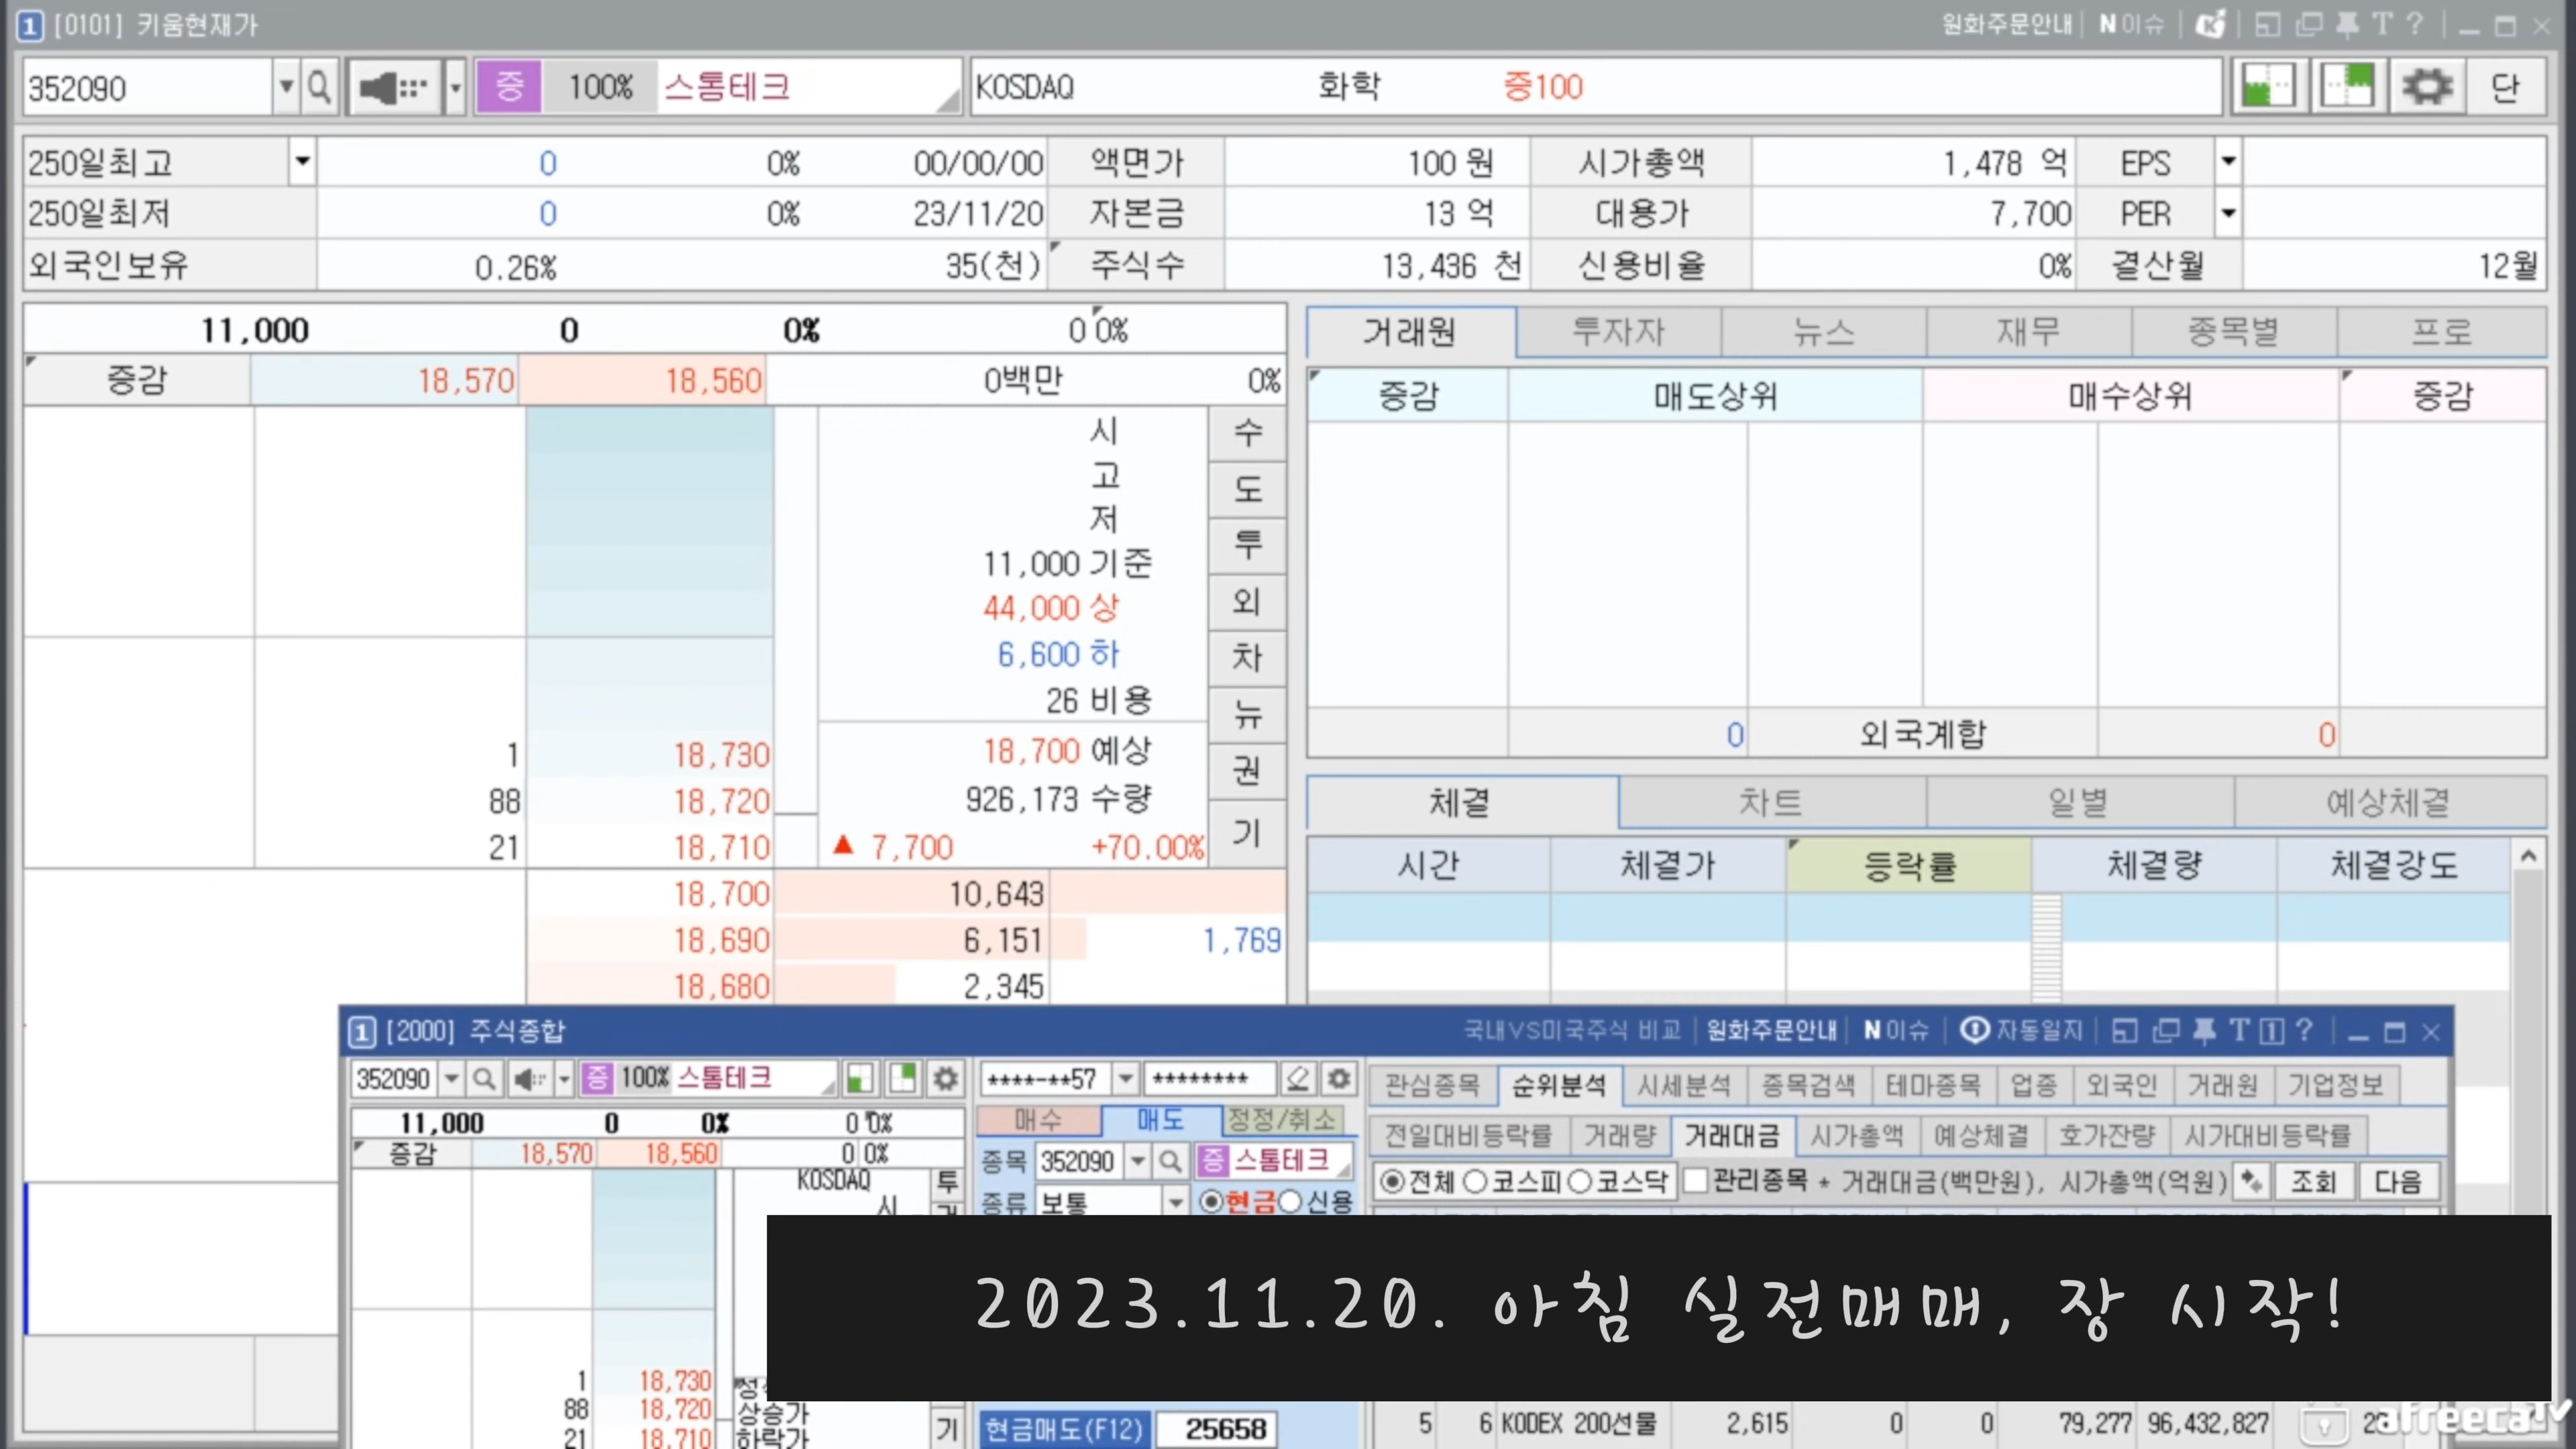 1 [0101] 키움현재가 원화주문안내 N이슈 T ?
352090 증 100% 스톰테크 KOSDAQ 화학 증100 단
250일최고 0 0% 00/00/00 액면가 100 원 시가총액 1,478 억 EPS
250일최저 0 0% 23/11/20 자본금 13 억 대용가 7,700 PER
외국인보유 0.26% 35(천) 주식수 13,436 천 신용비율 0% 결산월 12월
11,000 0 0% 0 0%
증감 18,570 18,560 0백만 0%
시
고
저
11,000 기준
44,000 상
6,600 하
26 비용
수
도
투
외
차
뉴
권
기
1 18,730 18,700 예상
88 18,720 926,173 수량
21 18,710 ▲ 7,700 +70.00%
18,700 10,643
18,690 6,151 1,769
18,680 2,345
거래원 투자자 뉴스 재무 종목별 프로
증감 매도상위 매수상위 증감
0 외국계합 0
체결 차트 일별 예상체결
시간 체결가 등락률 체결량 체결강도
1 [2000] 주식종합 국내VS미국주식 비교 원화주문안내 N이슈 자동일지 T 1 ?
352090 증 100% 스톰테크
11,000 0 0% 0 0%
증감 18,570 18,560 0 0%
KOSDAQ 투
시
1 18,730
88 18,720 상승가
21 18,710 하락가
기
****-**57 ********
매수 매도 정정/취소
종목 352090 증 스톰테크
종류 보통 현금 신용
현금매도(F12) 25658
관심종목 순위분석 시세분석 종목검색 테마종목 업종 외국인 거래원 기업정보
전일대비등락률 거래량 거래대금 시가총액 예상체결 호가잔량 시가대비등락률
전체 코스피 코스닥 관리종목 * 거래대금(백만원), 시가총액(억원) 조회 다음
5 6 KODEX 200선물 2,615 0 0 79,277 96,432,827
2023.11.20. 아침 실전매매, 장 시작!
afreecaTV